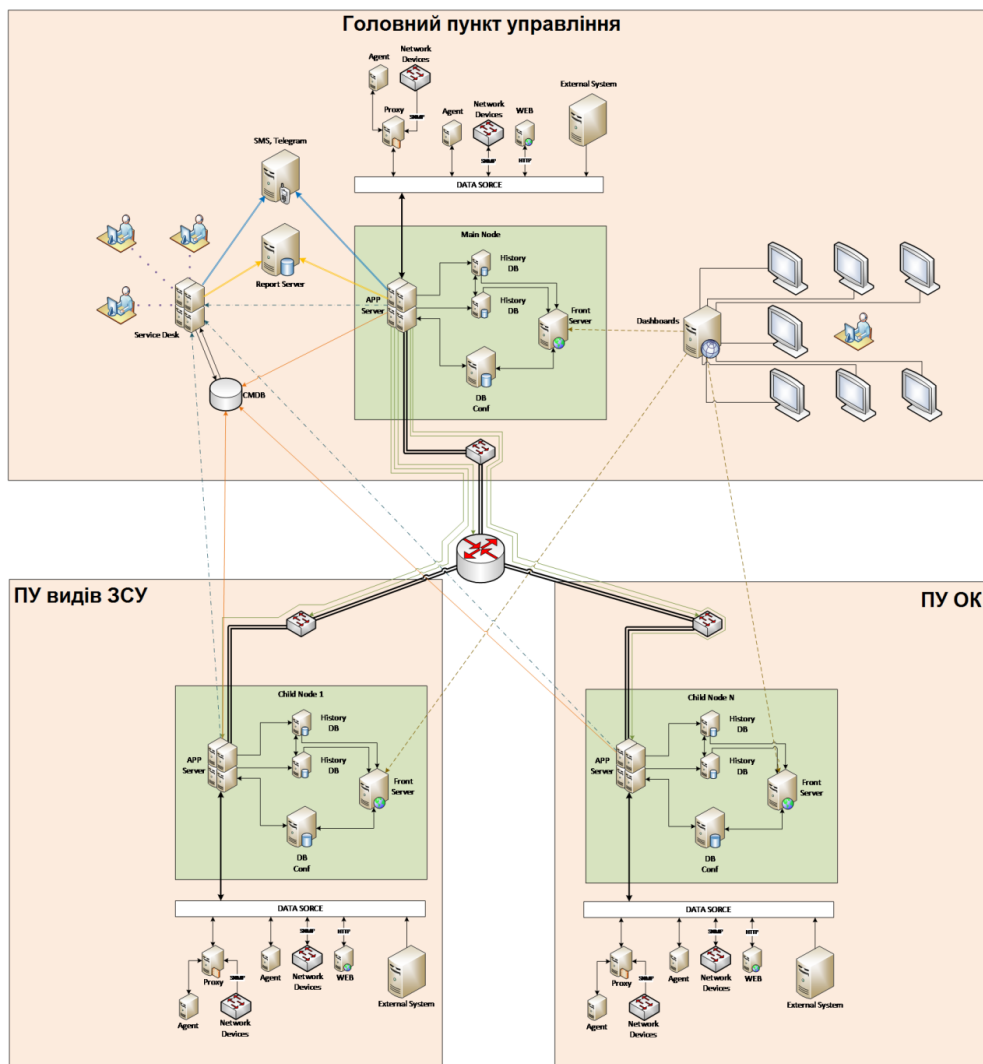 Головний пункт управління
Agent
Network
Devices
Proxy
SNMP
Agent
Network
Devices
SNMP
WEB
HTTP
External System
DATA SORCE
SMS, Telegram
Report Server
Service Desk
CMDB
Main Node
APP
Server
History
DB
History
DB
Front
Server
DB
Conf
Dashboards
ПУ видів ЗСУ
Child Node 1
APP
Server
History
DB
History
DB
Front
Server
DB
Conf
DATA SORCE
Proxy
SNMP
Agent
Network
Devices
Agent
SNMP
Network
Devices
HTTP
WEB
External System
ПУ ОК
Child Node N
APP
Server
History
DB
History
DB
Front
Server
DB
Conf
DATA SORCE
Proxy
SNMP
Agent
Network
Devices
Agent
SNMP
Network
Devices
HTTP
WEB
External System